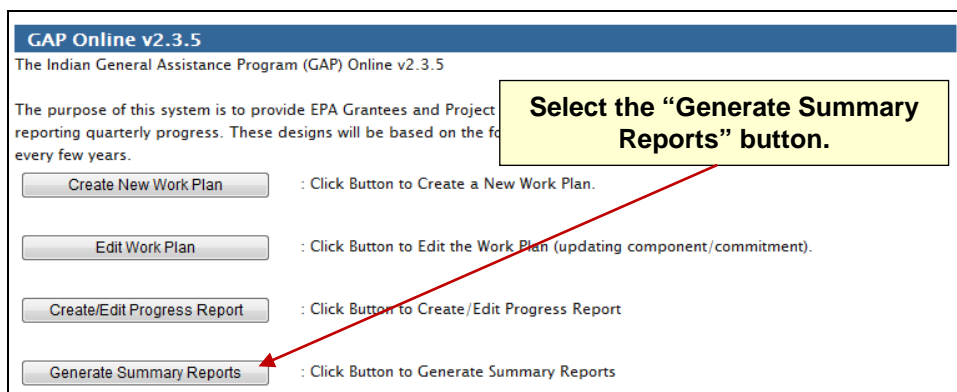 GAP Online v2.3.5
The Indian General Assistance Program (GAP) Online v2.3.5
The purpose of this system is to provide EPA Grantees and Project
reporting quarterly progress. These designs will be based on the
every few years.
Select the “Generate Summary
Reports” button.
Create New Work Plan : Click Button to Create a New Work Plan.
Edit Work Plan : Click Button to Edit the Work Plan (updating component/commitment).
Create/Edit Progress Report : Click Button to Create/Edit Progress Report
Generate Summary Reports : Click Button to Generate Summary Reports